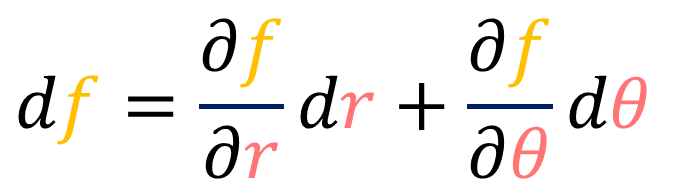 df = ∂f/∂r dr + ∂f/∂θ dθ